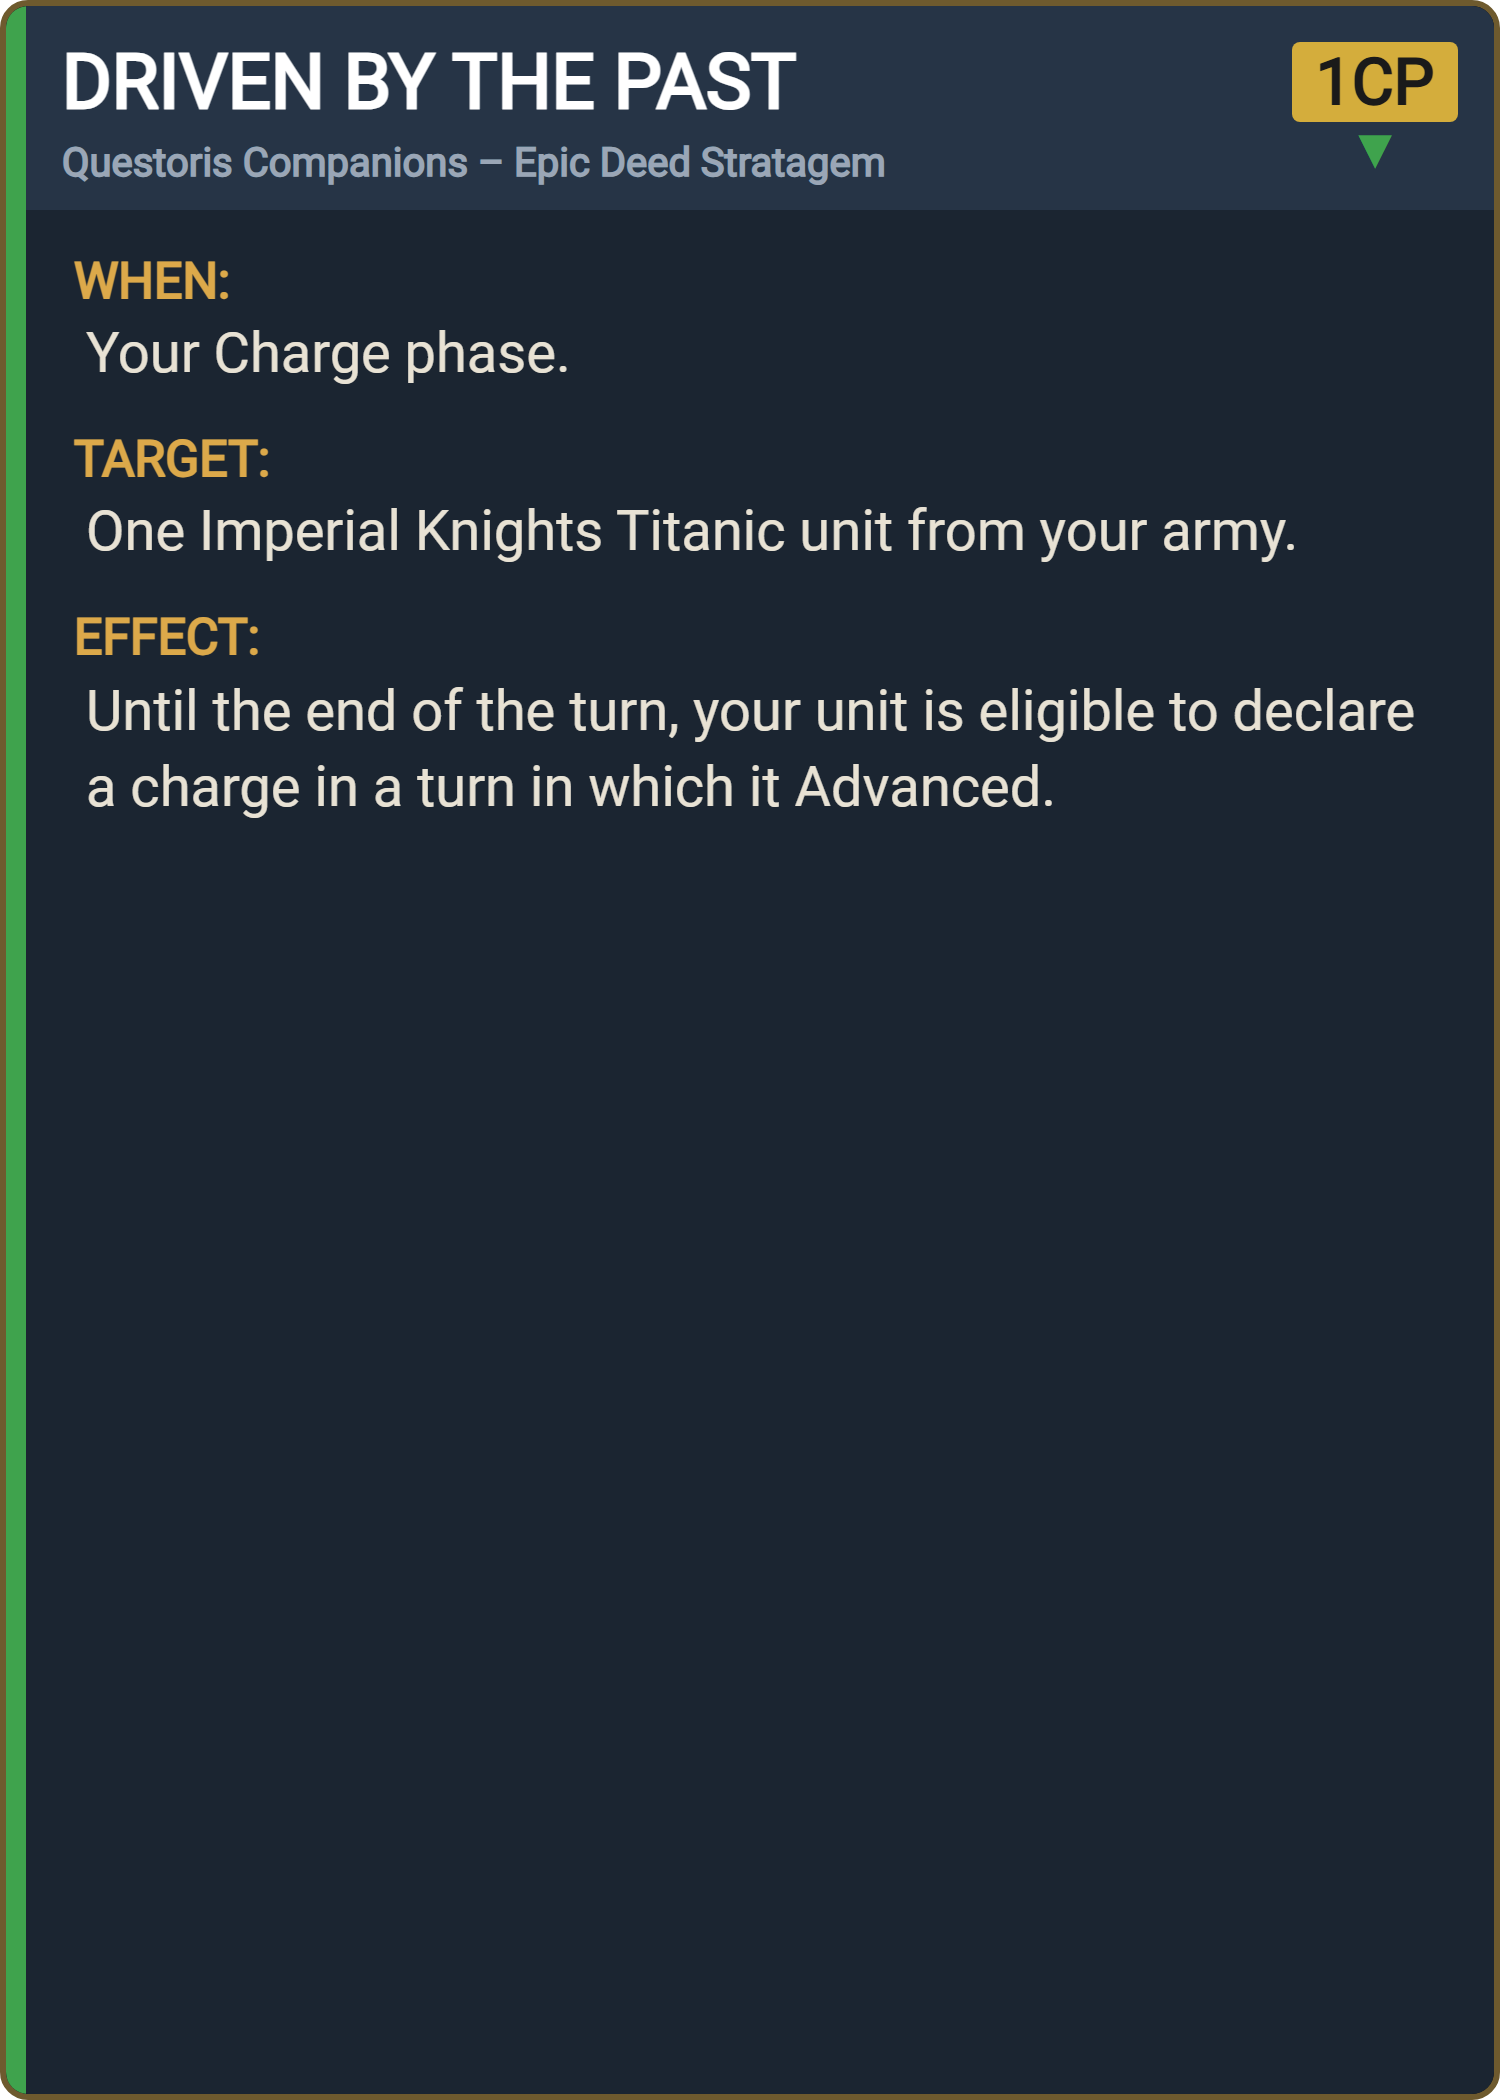 DRIVEN BY THE PAST
1CP
Questoris Companions – Epic Deed Stratagem
WHEN:
Your Charge phase.
TARGET:
One Imperial Knights Titanic unit from your army.
EFFECT:
Until the end of the turn, your unit is eligible to declare
a charge in a turn in which it Advanced.